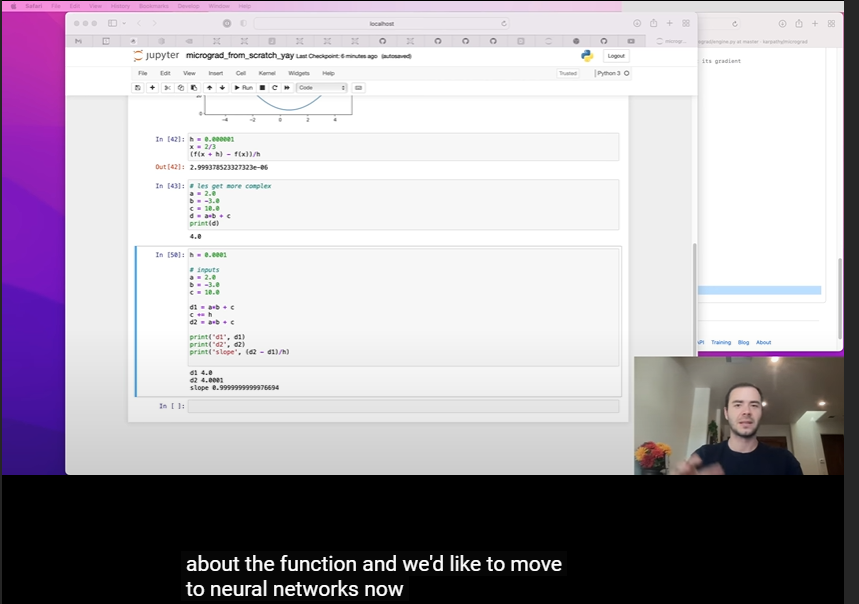 Safari File Edit View History Bookmarks Develop Window Help
localhost
jupyter micrograd_from_scratch_yay Last Checkpoint: 6 minutes ago (autosaved)
Logout
File Edit View Insert Cell Kernel Widgets Help
Trusted
Python 3
Run
Code
0
-4 -2 0 2 4
In [42]:
h = 0.000001
x = 2/3
(f(x + h) - f(x))/h
Out[42]: 2.999378523327323e-06
In [43]:
# les get more complex
a = 2.0
b = -3.0
c = 10.0
d = a*b + c
print(d)
4.0
In [50]:
h = 0.0001
# inputs
a = 2.0
b = -3.0
c = 10.0
d1 = a*b + c
c += h
d2 = a*b + c
print('d1', d1)
print('d2', d2)
print('slope', (d2 - d1)/h)
d1 4.0
d2 4.0001
slope 0.9999999999976694
In [ ]:
its gradient
API Training Blog About
about the function and we'd like to move
to neural networks now